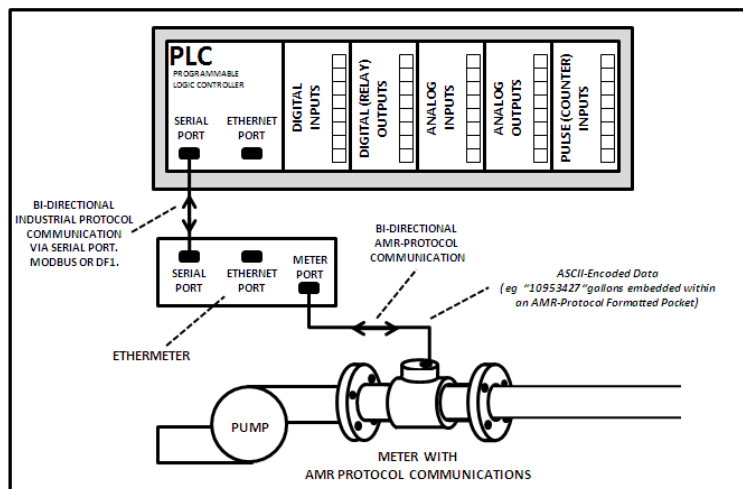 PLC
PROGRAMMABLE
LOGIC CONTROLLER
SERIAL
PORT
ETHERNET
PORT
DIGITAL
INPUTS
DIGITAL (RELAY)
OUTPUTS
ANALOG
INPUTS
ANALOG
OUTPUTS
PULSE (COUNTER)
INPUTS
BI-DIRECTIONAL
INDUSTRIAL PROTOCOL
COMMUNICATION
VIA SERIAL PORT.
MODBUS OR DF1.
SERIAL
PORT
ETHERNET
PORT
METER
PORT
ETHERMETER
BI-DIRECTIONAL
AMR-PROTOCOL
COMMUNICATION
ASCII-Encoded Data
(eg "10953427"gallons embedded within
an AMR-Protocol Formatted Packet)
PUMP
METER WITH
AMR PROTOCOL COMMUNICATIONS